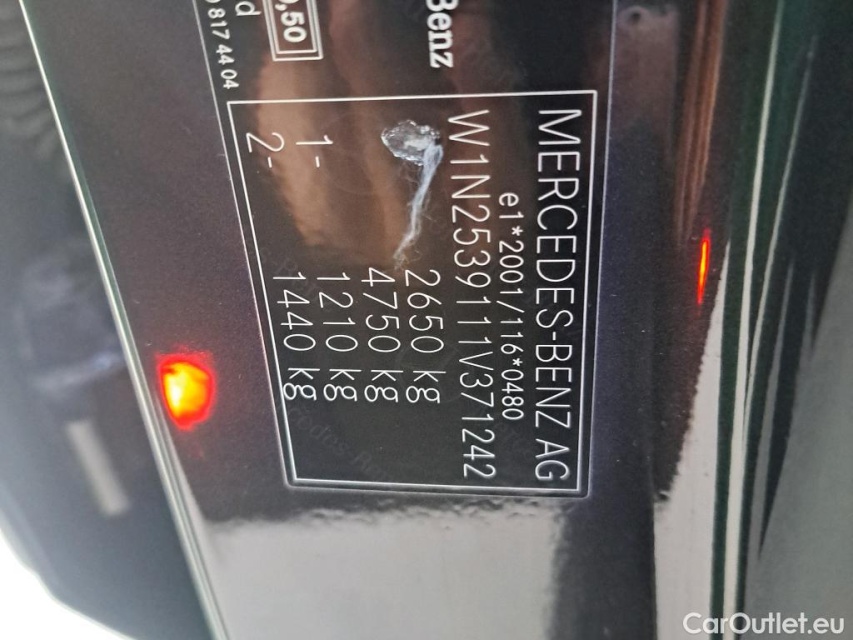 Benz
0,50
d
817 44 04
MERCEDES-BENZ AG
e1*2001/116*0480
W1N2539111V371242
2650 kg
4750 kg
1- 1210 kg
2- 1440 kg
CarOutlet.eu